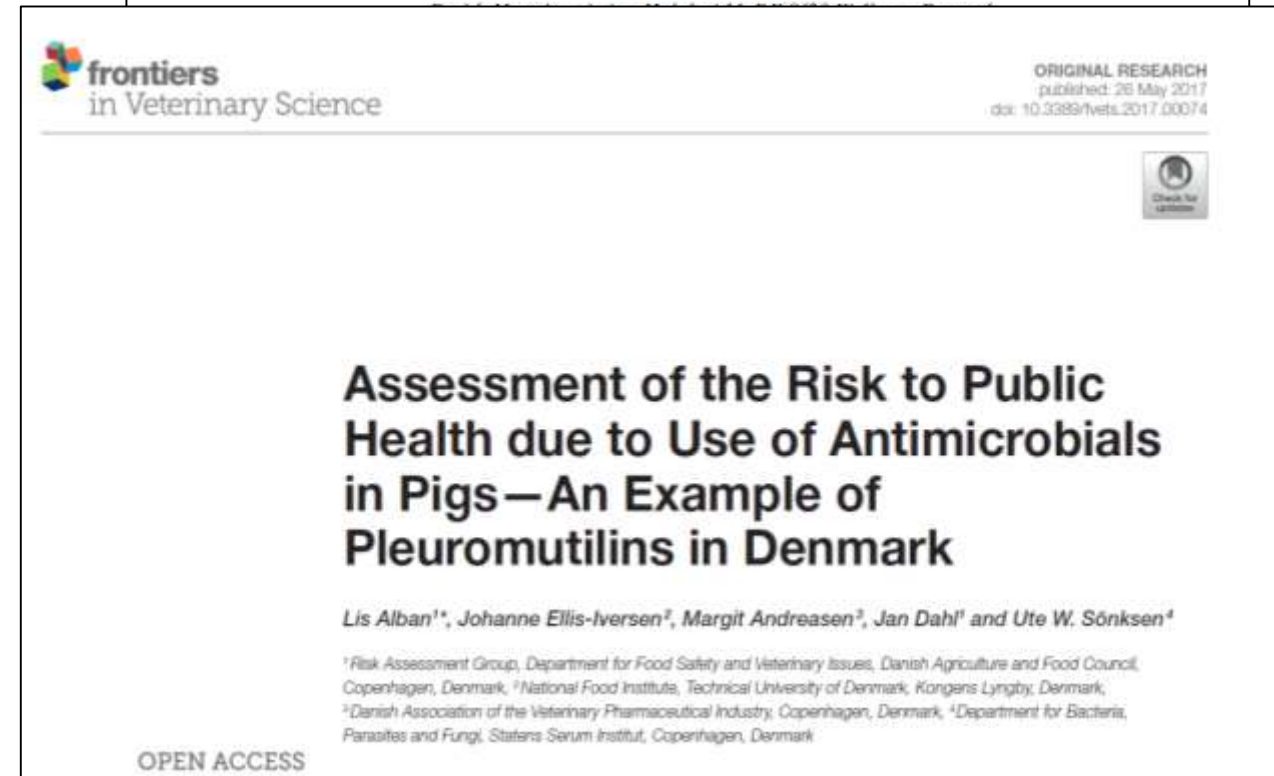 frontiers
in Veterinary Science
ORIGINAL RESEARCH
published: 26 May 2017
doi: 10.3389/fvets.2017.00074
Check for
updates
Assessment of the Risk to Public
Health due to Use of Antimicrobials
in Pigs—An Example of
Pleuromutilins in Denmark
Lis Alban¹*, Johanne Ellis-Iversen², Margit Andreasen³, Jan Dahl¹ and Ute W. Sönksen⁴
¹Risk Assessment Group, Department for Food Safety and Veterinary Issues, Danish Agriculture and Food Council,
Copenhagen, Denmark, ²National Food Institute, Technical University of Denmark, Kongens Lyngby, Denmark,
³Danish Association of the Veterinary Pharmaceutical Industry, Copenhagen, Denmark, ⁴Department for Bacteria,
Parasites and Fungi, Statens Serum Institut, Copenhagen, Denmark
OPEN ACCESS